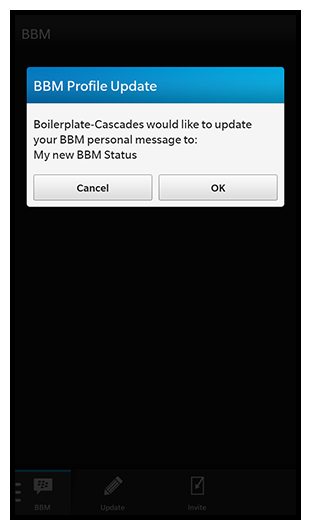 BBM
BBM Profile Update
Boilerplate-Cascades would like to update
your BBM personal message to:
My new BBM Status
Cancel OK
BBM Update Invite